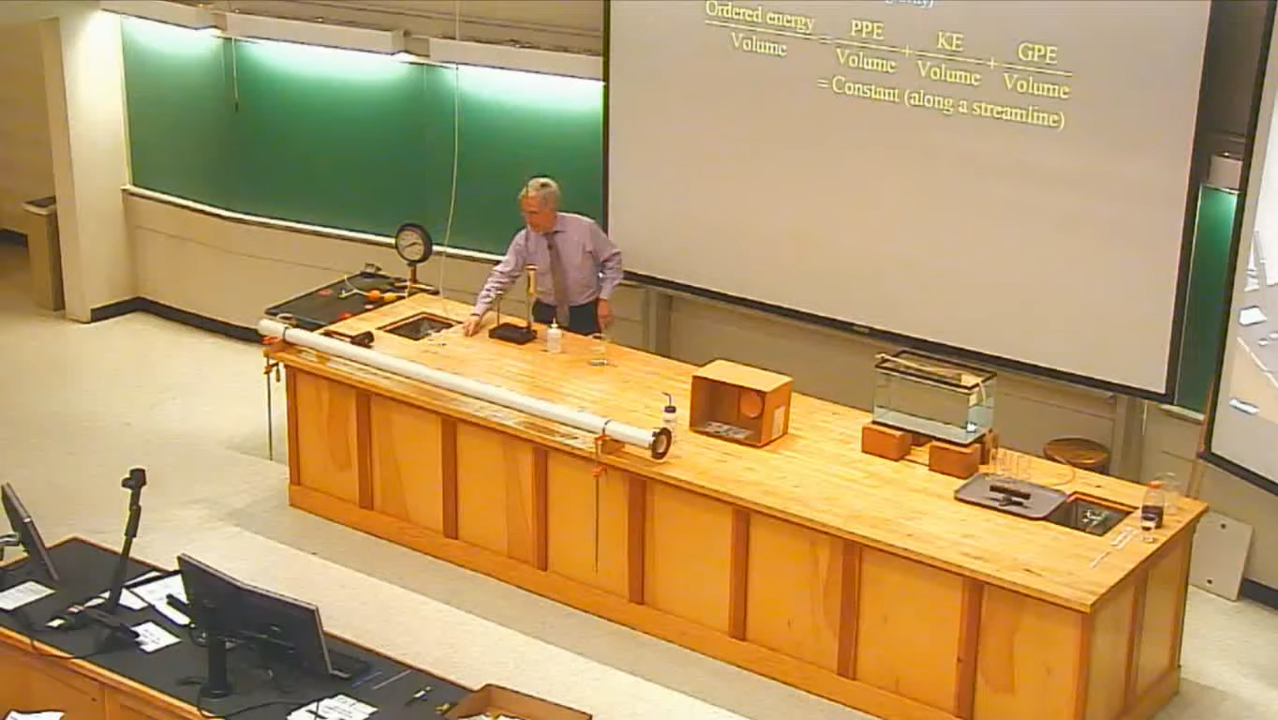 Ordered energy PPE KE GPE
= + +
Volume Volume Volume Volume
= Constant (along a streamline)